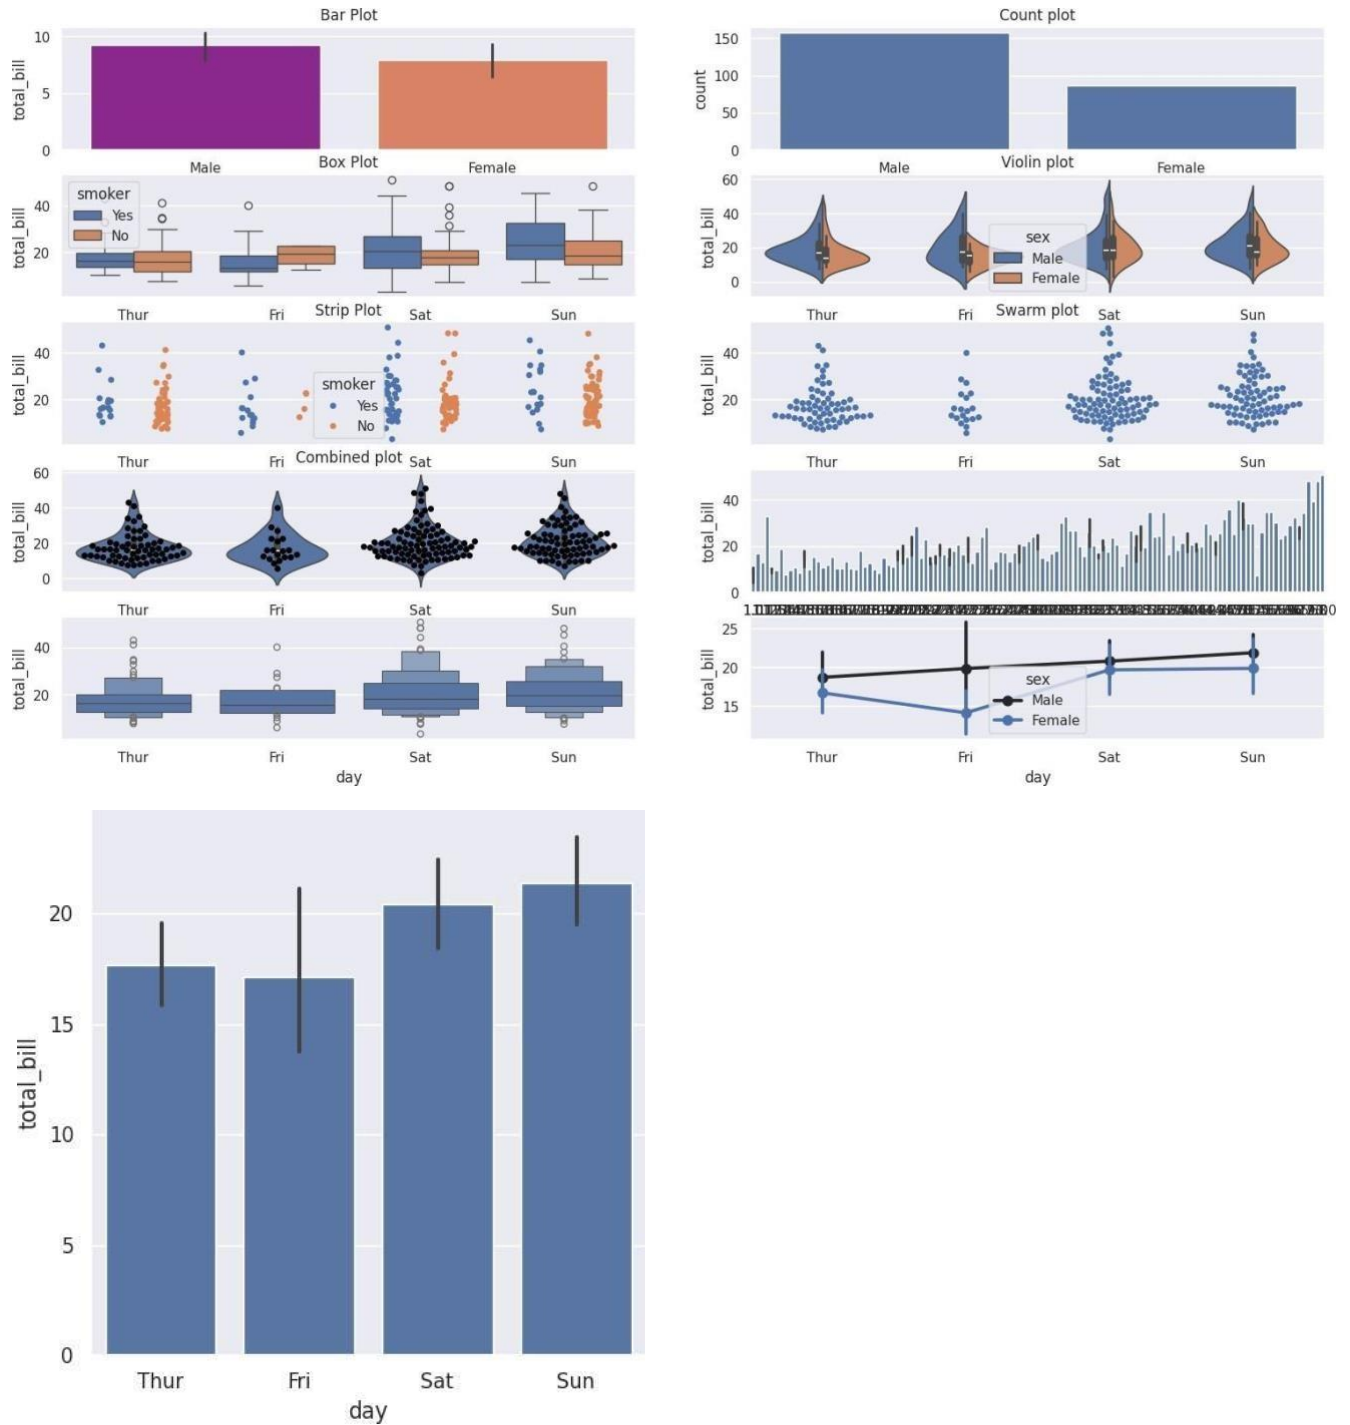 Bar Plot
10
5
0
total_bill
Male
Female
Count plot
150
100
50
0
count
Male
Female
Box Plot
smoker
Yes
No
40
20
total_bill
Thur
Fri
Sat
Sun
Violin plot
60
40
20
0
total_bill
sex
Male
Female
Thur
Fri
Sat
Sun
Strip Plot
40
20
total_bill
smoker
Yes
No
Thur
Fri
Sat
Sun
Swarm plot
40
20
total_bill
Thur
Fri
Sat
Sun
Combined plot
60
40
20
0
total_bill
Thur
Fri
Sat
Sun
40
20
0
total_bill
40
20
total_bill
Thur
Fri
Sat
Sun
day
25
20
15
total_bill
sex
Male
Female
Thur
Fri
Sat
Sun
day
20
15
10
5
0
total_bill
Thur
Fri
Sat
Sun
day